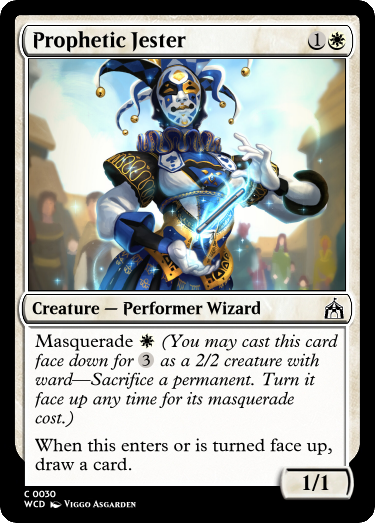 Prophetic Jester 1
Creature — Performer Wizard
Masquerade (You may cast this card
face down for 3 as a 2/2 creature with
ward—Sacrifice a permanent. Turn it
face up any time for its masquerade
cost.)
When this enters or is turned face up,
draw a card.
1/1
C 0030
WCD Viggo Asgarden